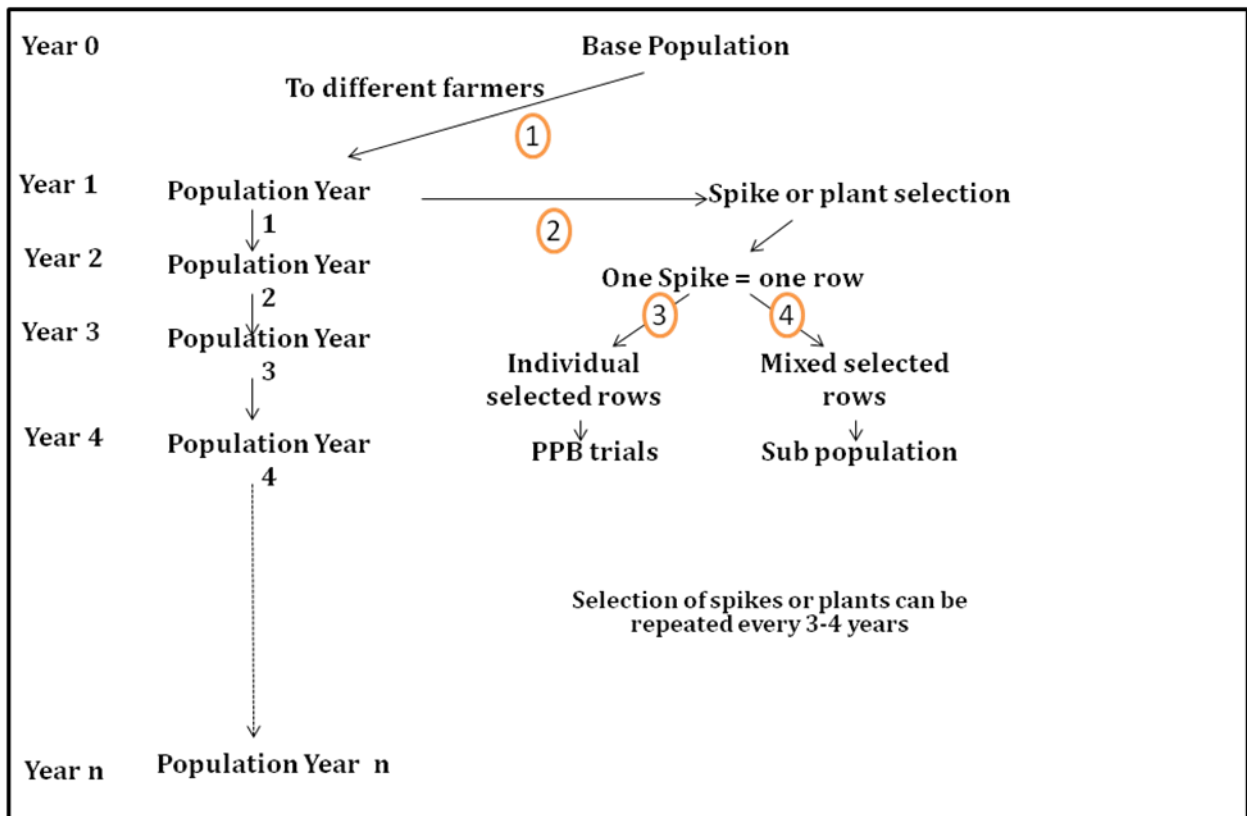 Year 0
Base Population
To different farmers
1
Year 1
Population Year
1
2
Spike or plant selection
Year 2
Population Year
2
One Spike = one row
3
4
Year 3
Population Year
3
Individual
selected rows
Mixed selected
rows
Year 4
Population Year
4
PPB trials
Sub population
Selection of spikes or plants can be
repeated every 3-4 years
Year n
Population Year n